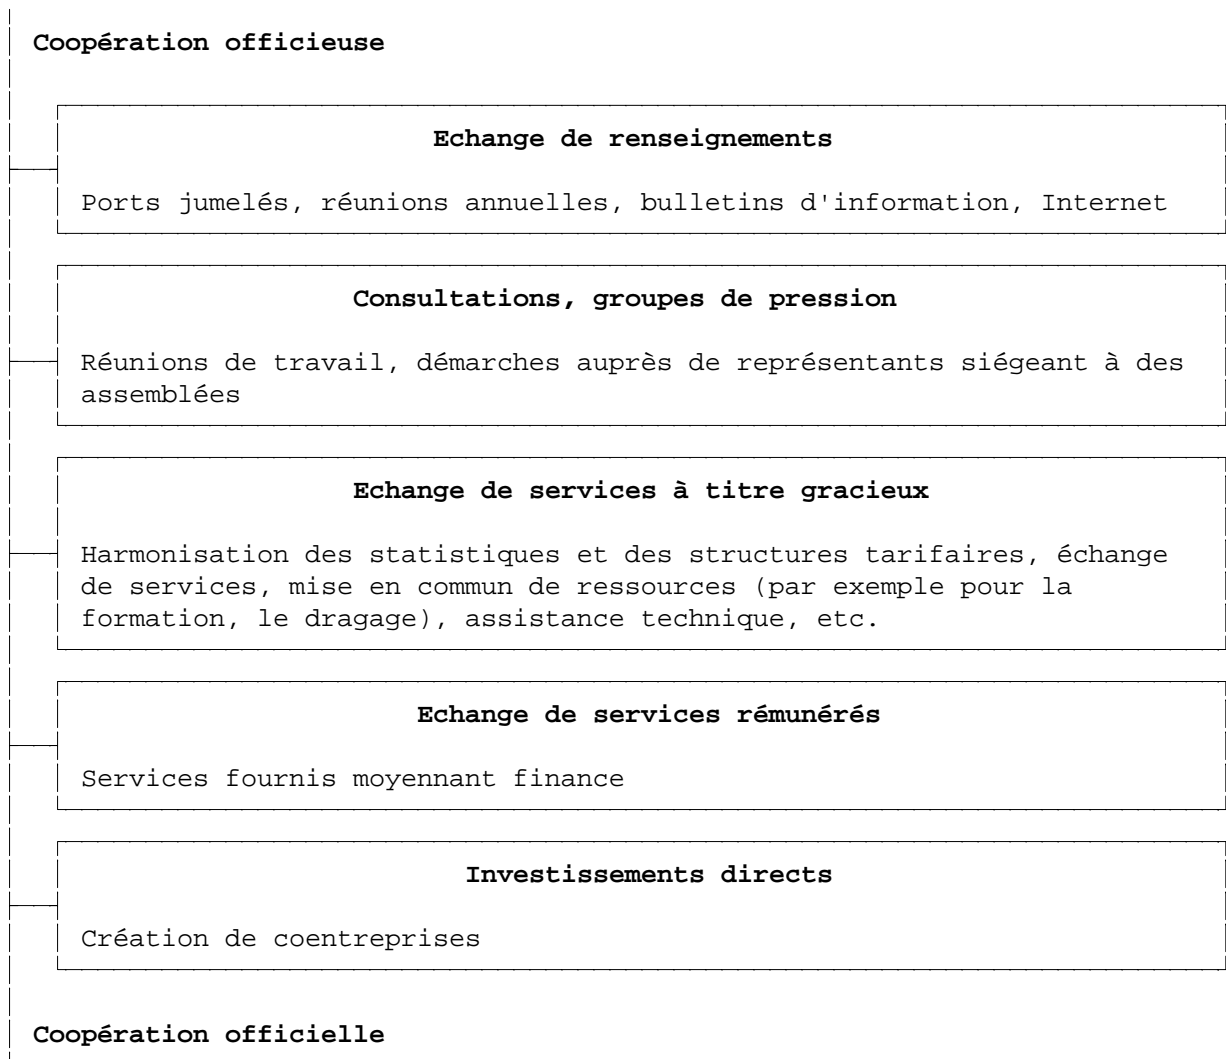 Coopération officieuse
Echange de renseignements
Ports jumelés, réunions annuelles, bulletins d'information, Internet
Consultations, groupes de pression
Réunions de travail, démarches auprès de représentants siégeant à des
assemblées
Echange de services à titre gracieux
Harmonisation des statistiques et des structures tarifaires, échange
de services, mise en commun de ressources (par exemple pour la
formation, le dragage), assistance technique, etc.
Echange de services rémunérés
Services fournis moyennant finance
Investissements directs
Création de coentreprises
Coopération officielle